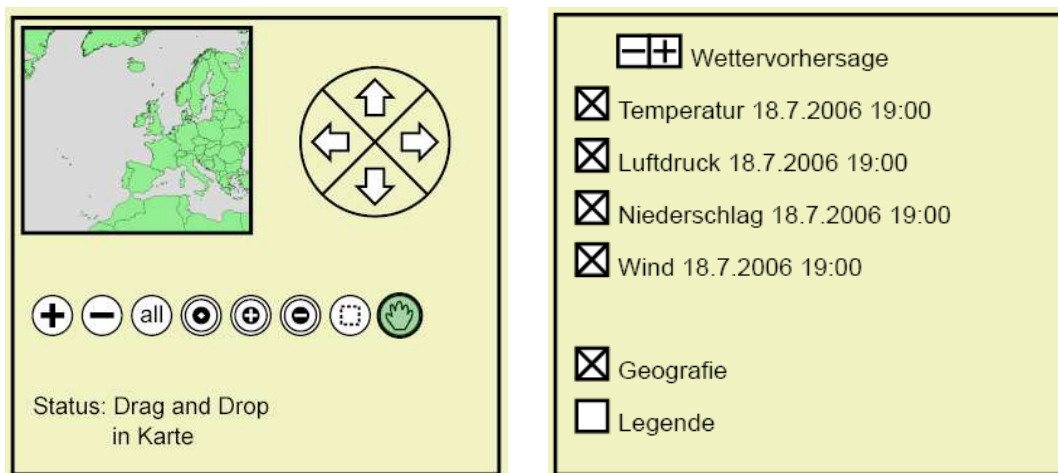 all
Status: Drag and Drop
in Karte
Wettervorhersage
Temperatur 18.7.2006 19:00
Luftdruck 18.7.2006 19:00
Niederschlag 18.7.2006 19:00
Wind 18.7.2006 19:00
Geografie
Legende